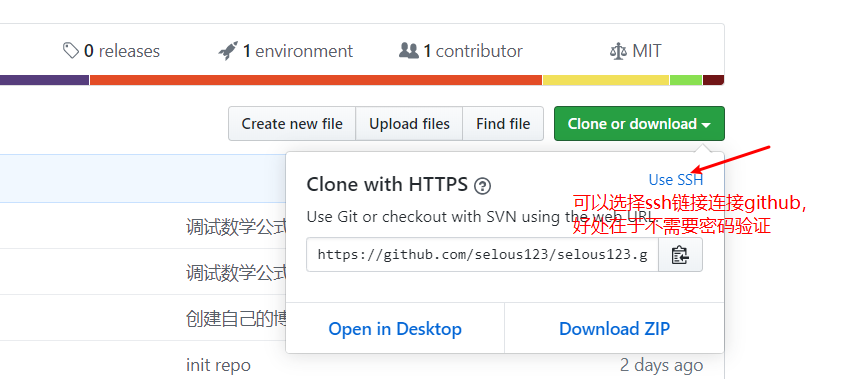 0 releases
1 environment
1 contributor
MIT
Create new file
Upload files
Find file
Clone or download
Clone with HTTPS
Use SSH
可以选择ssh链接连接github，
Use Git or checkout with SVN using the web URL.
好处在于不需要密码验证
调试数学公式
https://github.com/selous123/selous123.g
调试数学公式
创建自己的博
Open in Desktop
Download ZIP
init repo
2 days ago